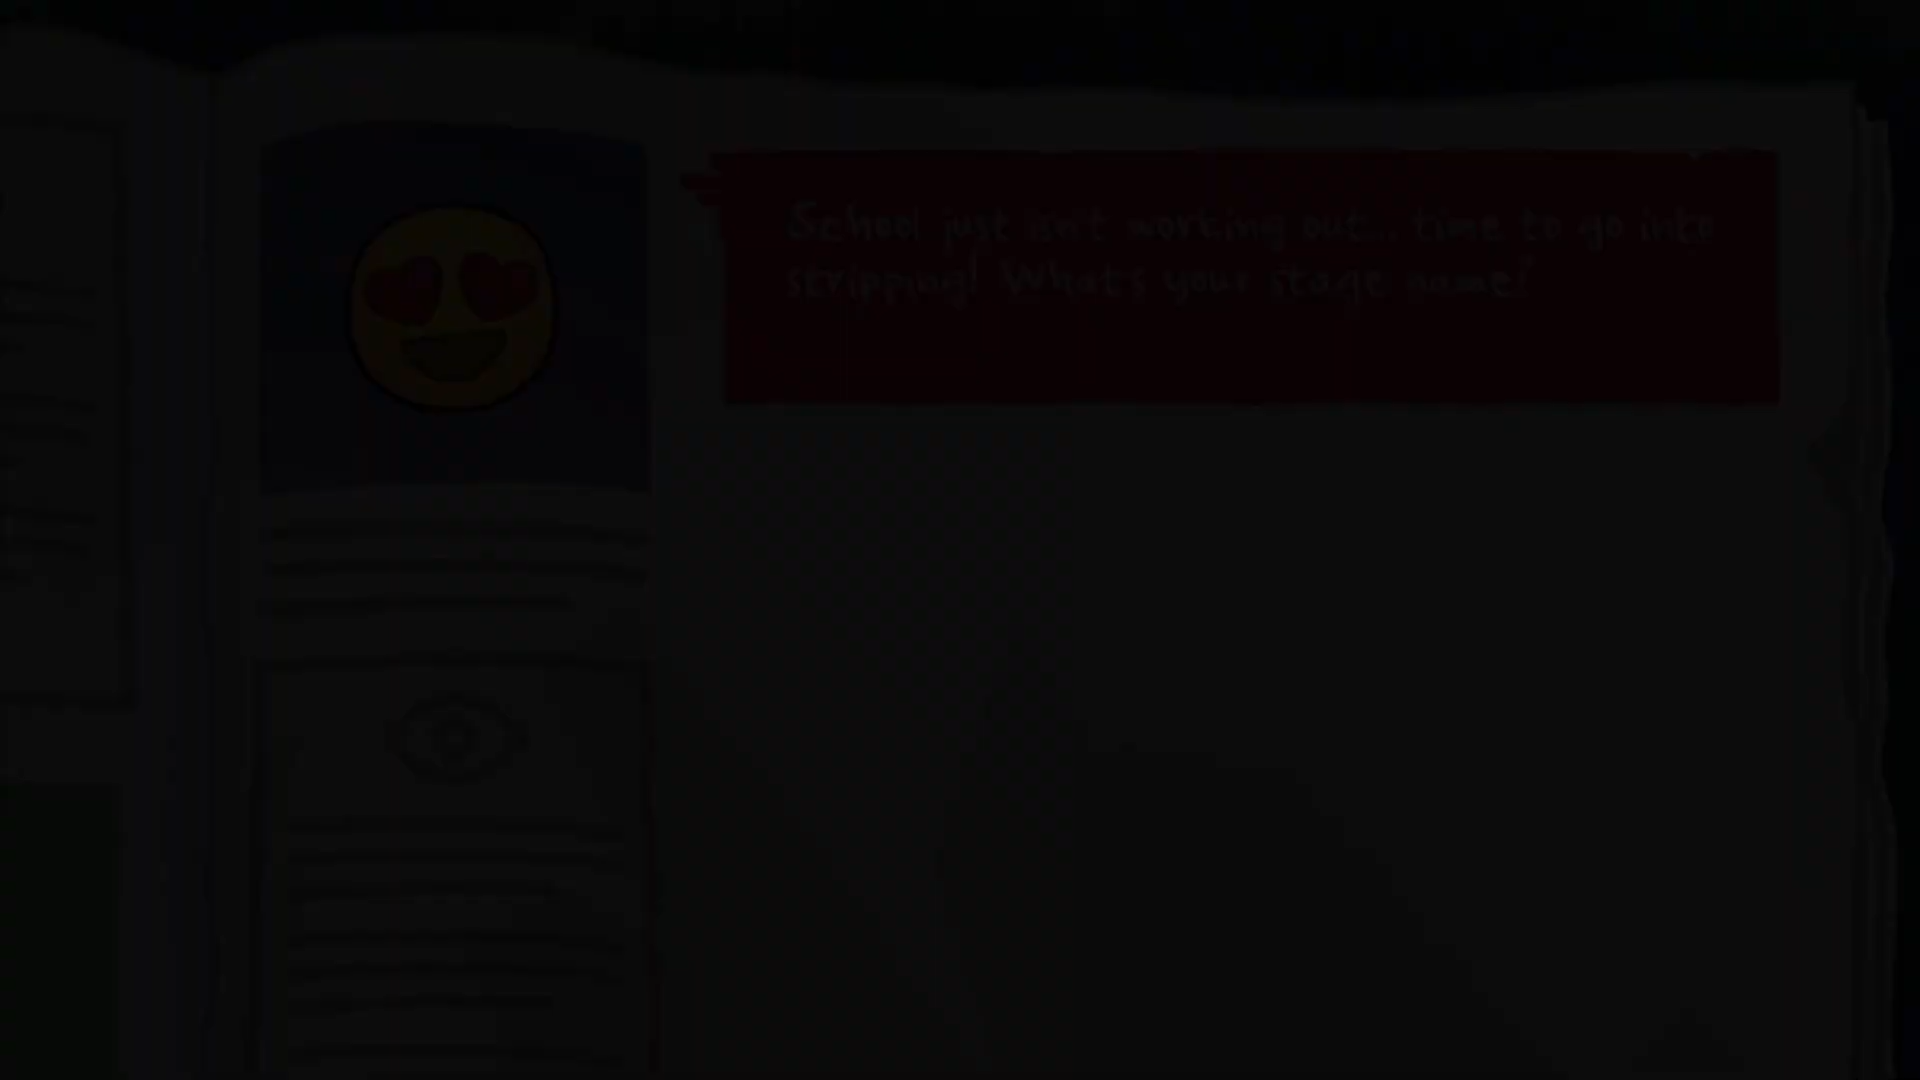 School just isn't working out... time to go into
stripping! What's your stage name?